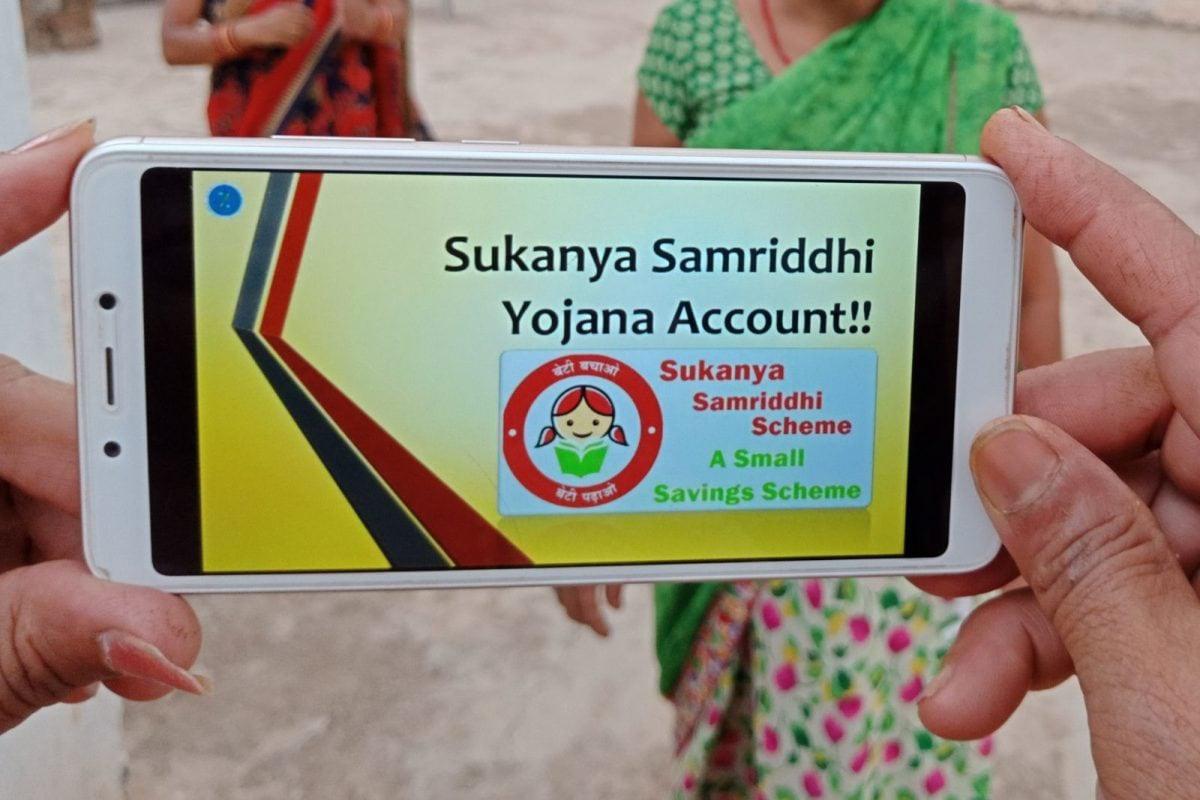 Sukanya Samriddhi
Yojana Account!!
बेटी बचाओ
बेटी पढ़ाओ
Sukanya
Samriddhi
Scheme
A Small
Savings Scheme